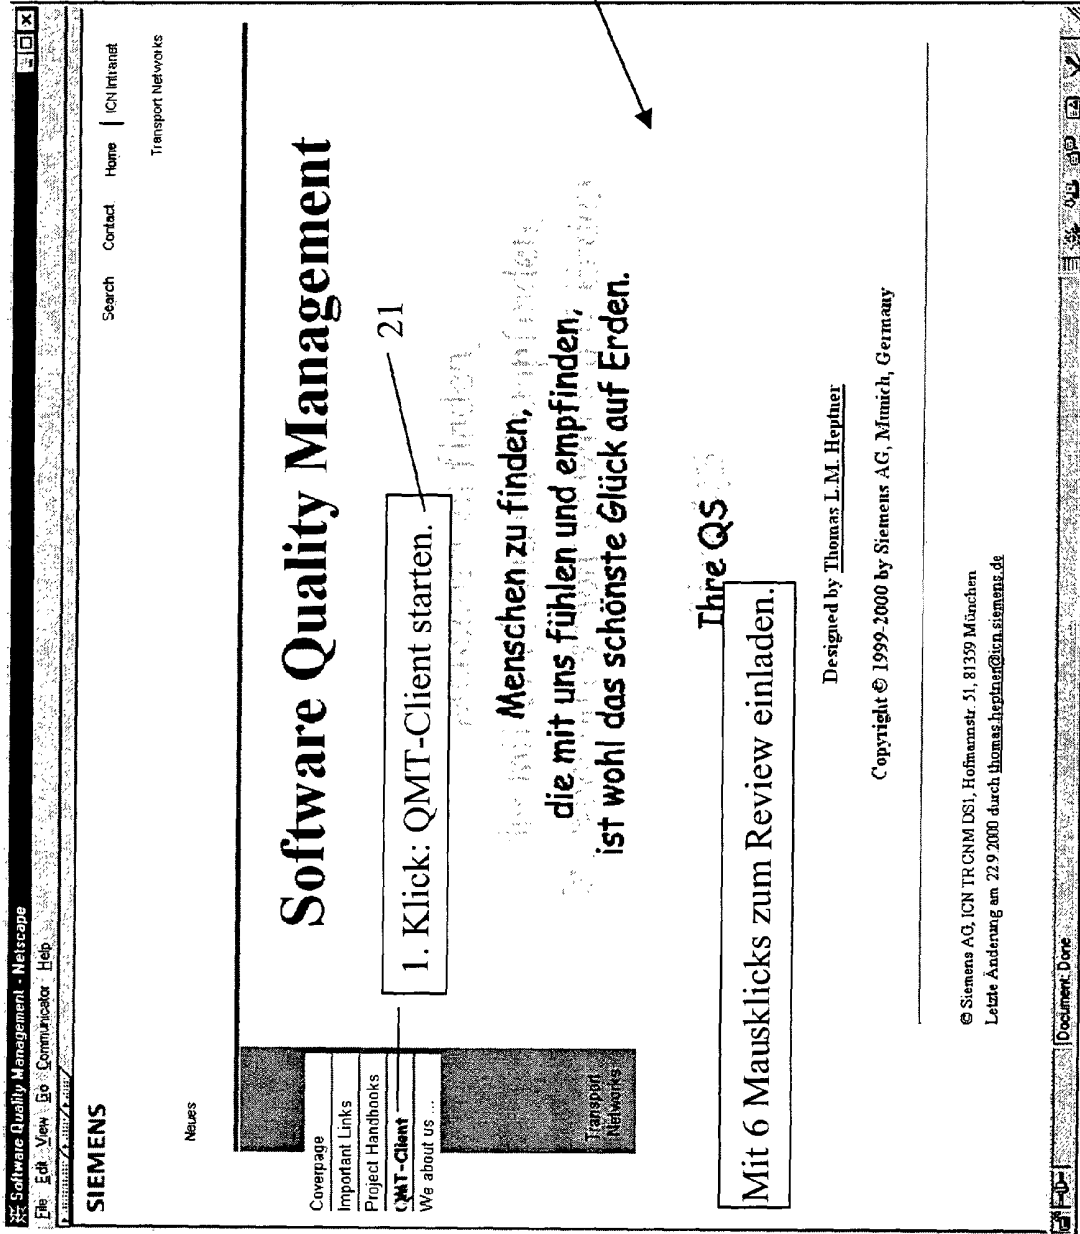 Software Quality Management - Netscape
File Edit View Go Communicator Help
SIEMENS
Search Contact Home | ICN Intranet
Neues
Transport Networks
Software Quality Management
Coverpage
Important Links
Project Handbooks
QMT-Client
We about us ...
Transport
Networks
1. Klick: QMT-Client starten.
21
Menschen zu finden,
die mit uns fühlen und empfinden,
ist wohl das schönste Glück auf Erden.
Ihre QS
Mit 6 Mausklicks zum Review einladen.
Designed by Thomas L.M. Heptner
Copyright © 1999-2000 by Siemens AG, Munich, Germany
© Siemens AG, ICN TR CNM DS1, Hofmannstr. 51, 81359 München
Letzte Änderung am 22.9.2000 durch thomas.heptner@icn.siemens.de
Document: Done